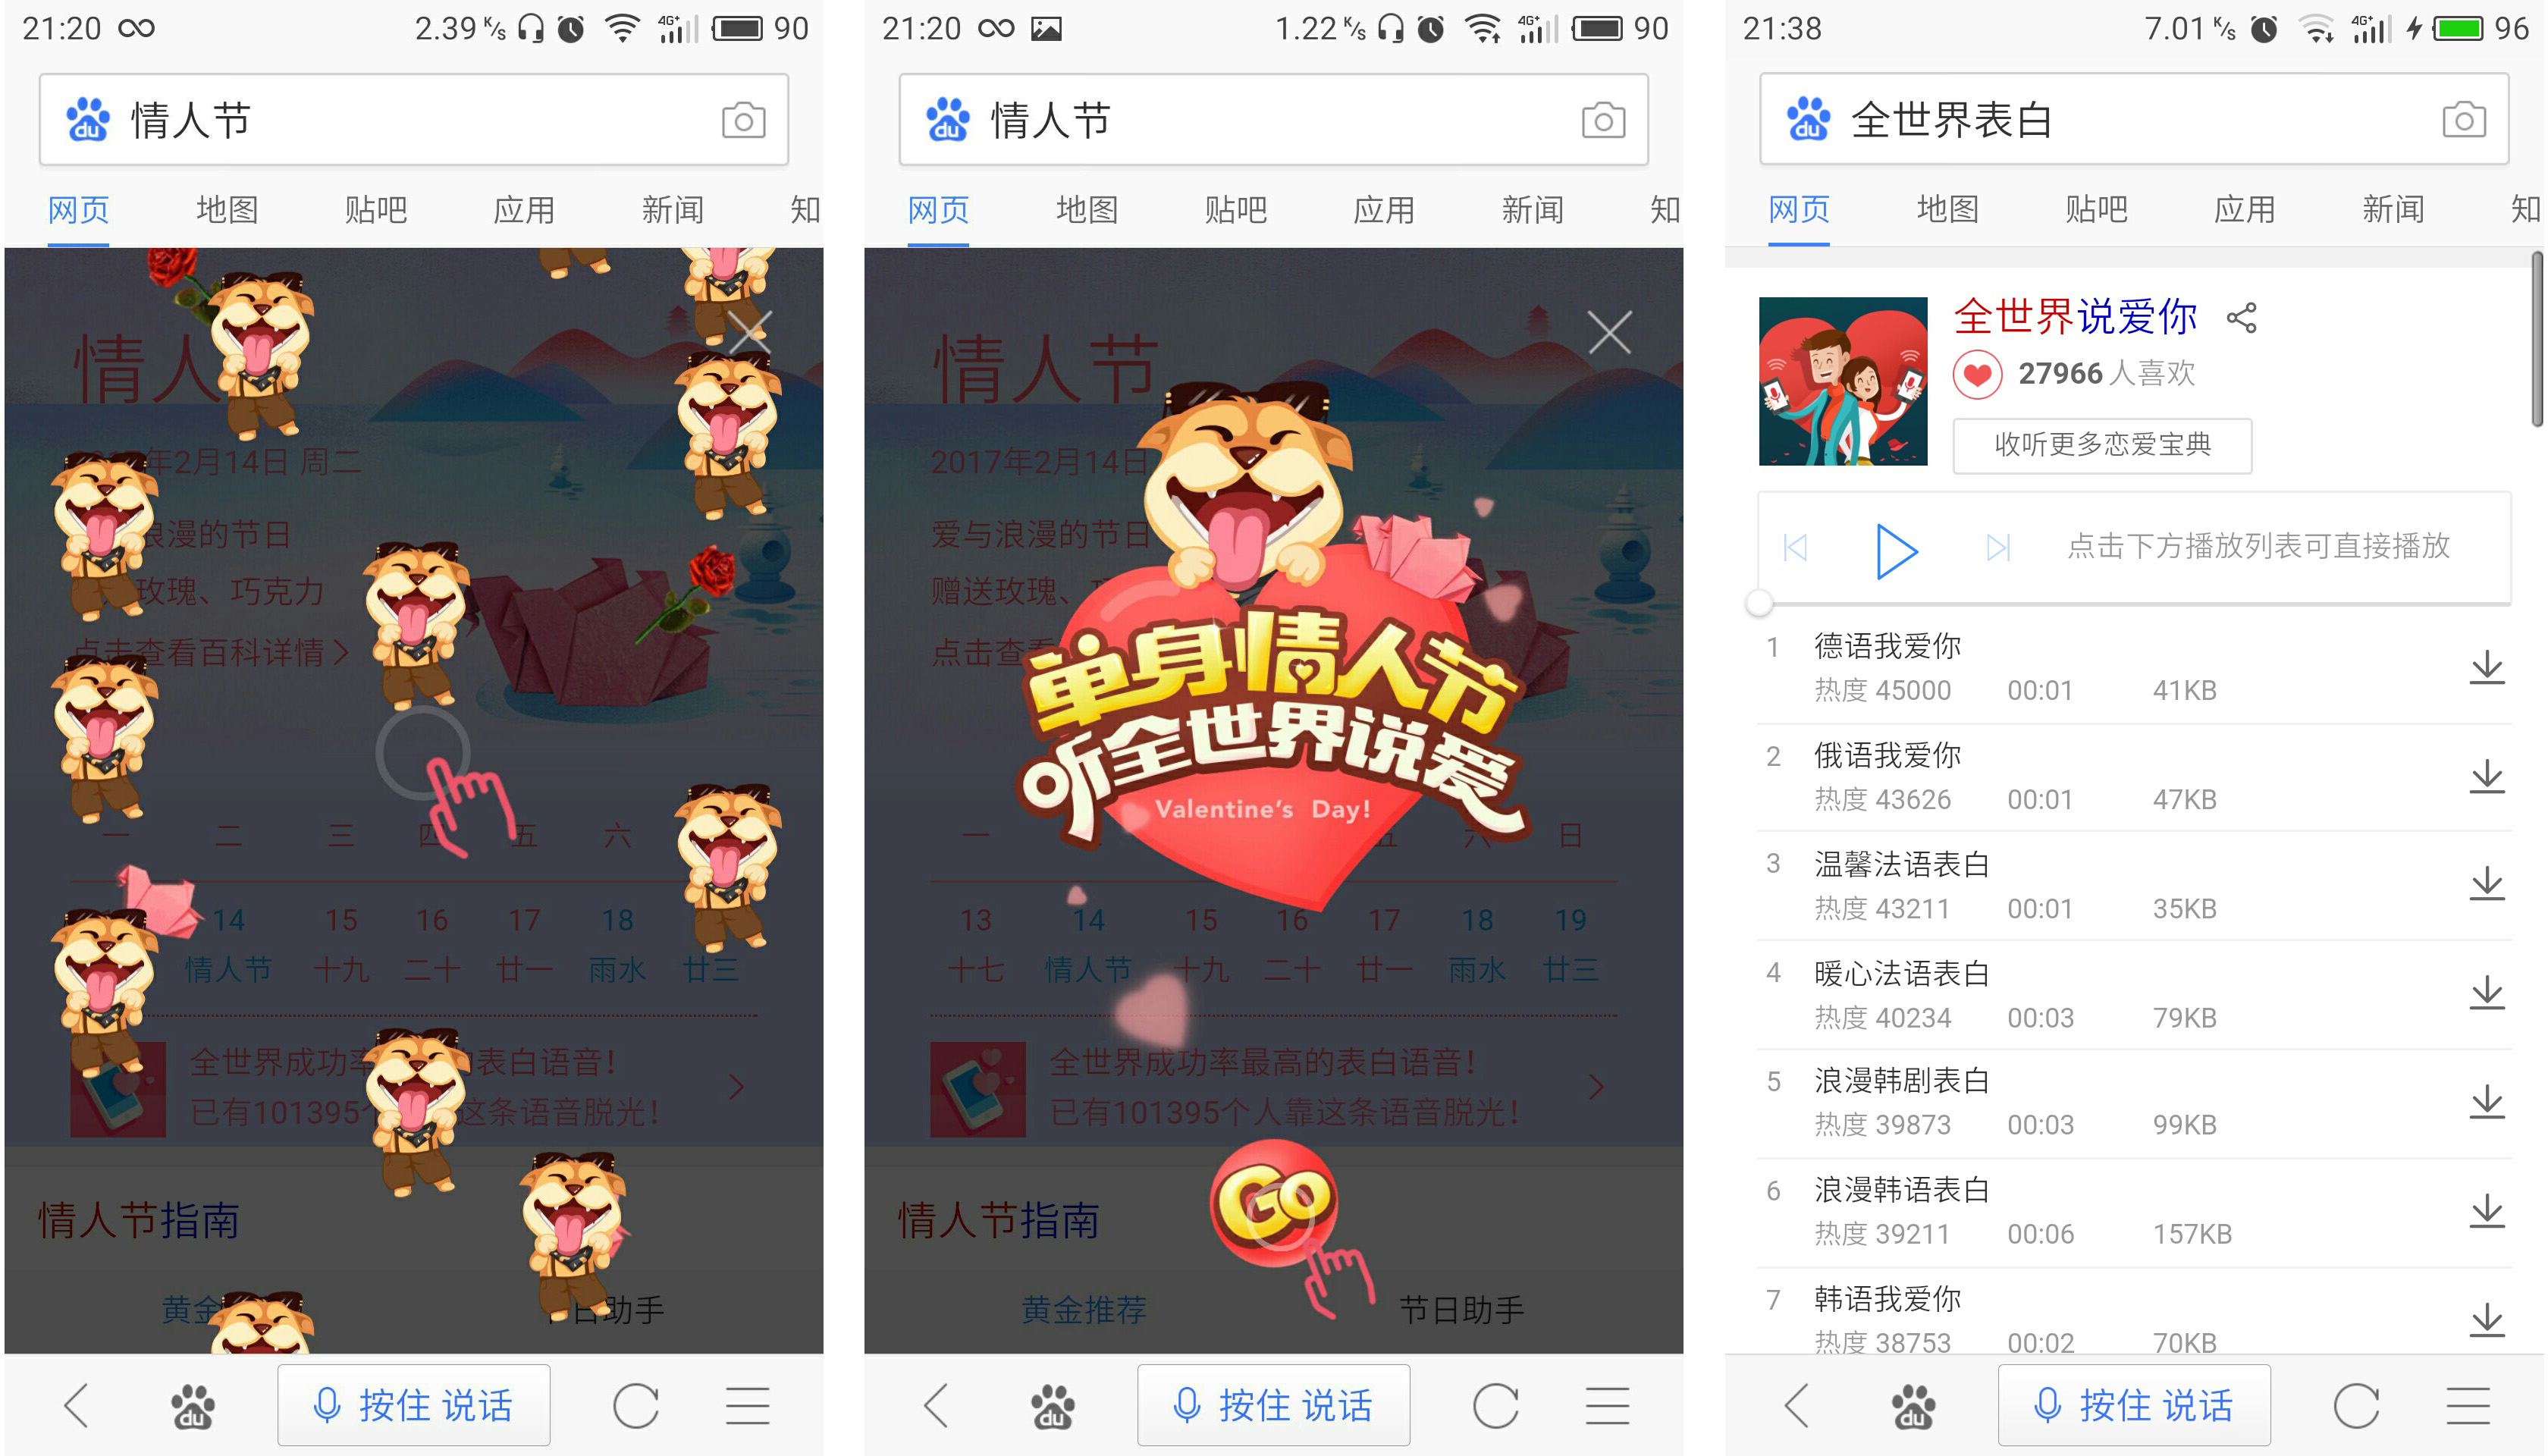 21:20
2.39 K/s
4G+
90
du 情人节
网页 地图 贴吧 应用 新闻 知
情人
年2月14日 周二
浪漫的节日
玫瑰、巧克力
点击查看百科详情
一 二 三 四 五 六
14 15 16 17 18
情人节 十九 二十 廿一 雨水 廿三
全世界成功率 表白语音!
已有101395个 这条语音脱光!
情人节指南
黄金 日助手
du
按住 说话
21:20
1.22 K/s
4G+
90
du 情人节
网页 地图 贴吧 应用 新闻 知
情人节
2017年2月14日
爱与浪漫的节日
赠送玫瑰、
点击查看
单身情人节
听全世界说爱
Valentine's Day!
一 五 六 日
13 14 15 16 17 18 19
十七 情人节 十九 二十 廿一 雨水 廿三
全世界成功率最高的表白语音!
已有101395个人靠这条语音脱光!
Go
情人节指南
黄金推荐 节日助手
du
按住 说话
21:38
7.01 K/s
4G+
96
du 全世界表白
网页 地图 贴吧 应用 新闻 知
全世界说爱你
27966人喜欢
收听更多恋爱宝典
点击下方播放列表可直接播放
1 德语我爱你
热度 45000 00:01 41KB
2 俄语我爱你
热度 43626 00:01 47KB
3 温馨法语表白
热度 43211 00:01 35KB
4 暖心法语表白
热度 40234 00:03 79KB
5 浪漫韩剧表白
热度 39873 00:03 99KB
6 浪漫韩语表白
热度 39211 00:06 157KB
7 韩语我爱你
热度 38753 00:02 70KB
du
按住 说话